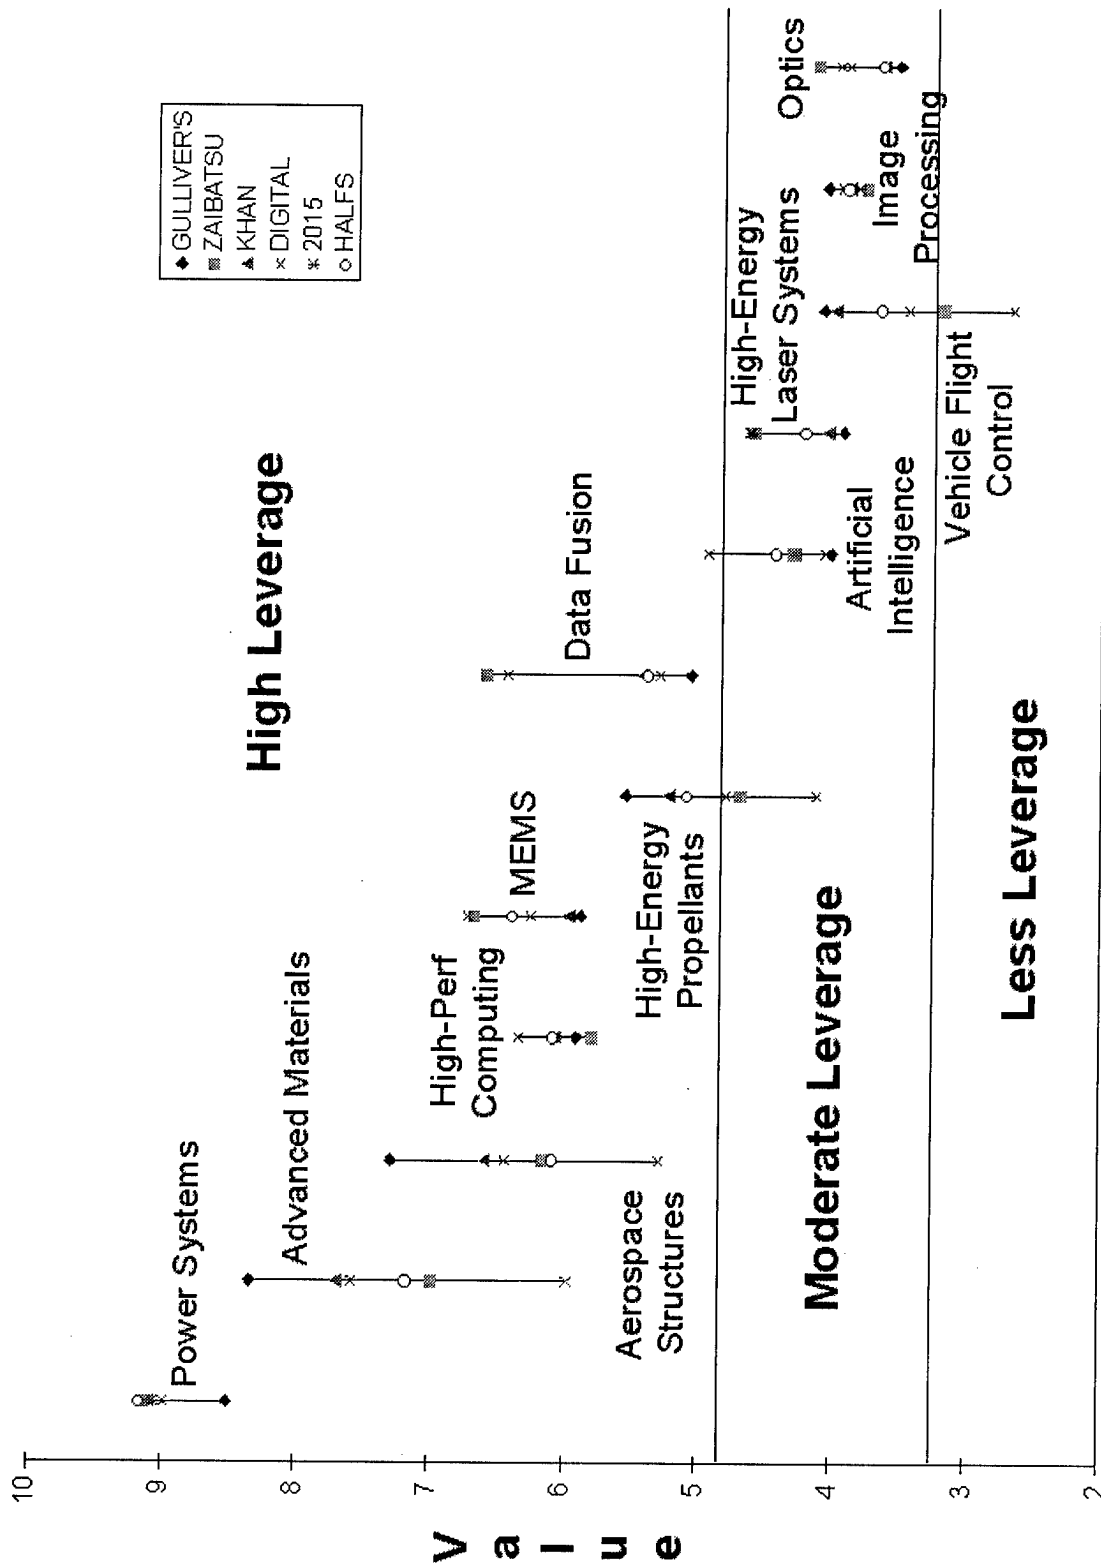 GULLIVER'S
ZAIBATSU
KHAN
DIGITAL
2015
HALFS
High Leverage
Power Systems
Advanced Materials
High-Perf
Computing
MEMS
Data Fusion
High-Energy
Laser Systems
Optics
Aerospace
Structures
High-Energy
Propellants
Artificial
Intelligence
Image
Processing
Vehicle Flight
Control
Moderate Leverage
Less Leverage
Value
10
9
8
7
6
5
4
3
2